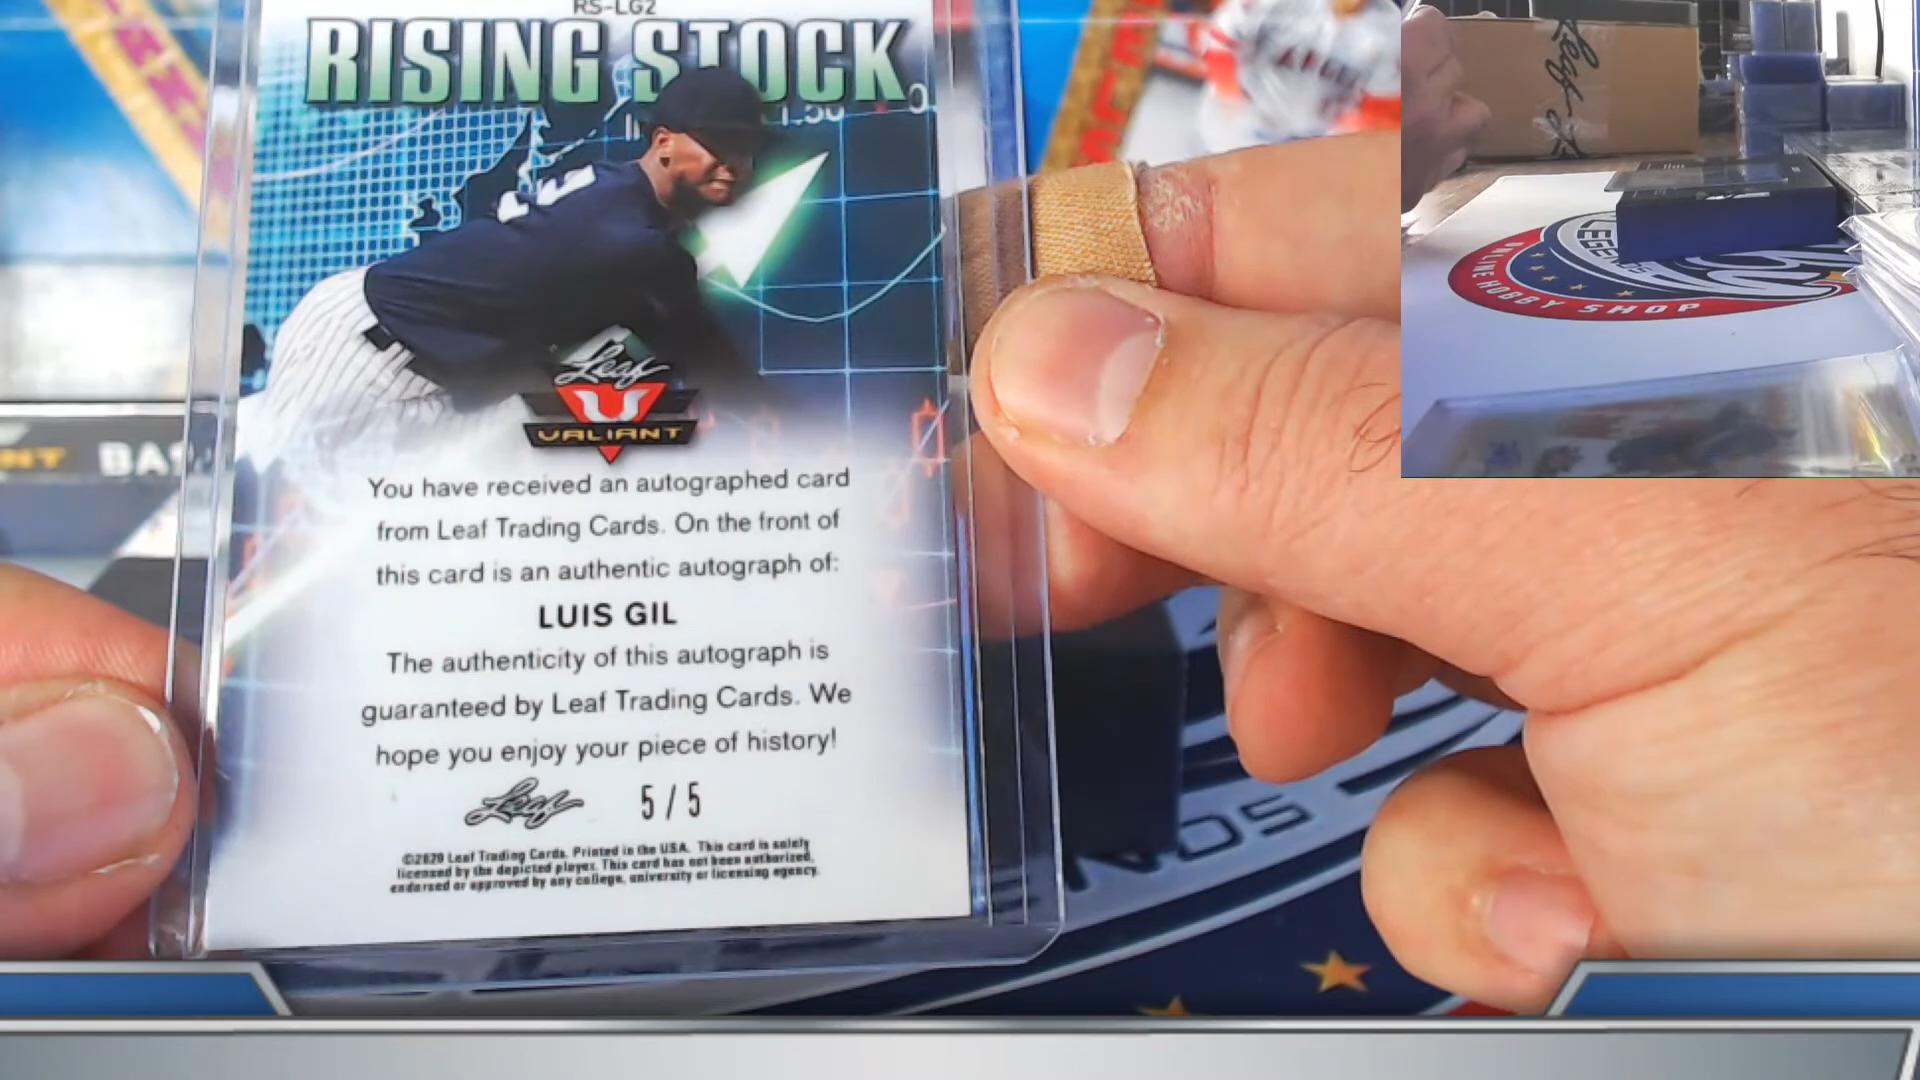 RS-LG2
RISING STOCK
Leaf
VALIANT
You have received an autographed card
from Leaf Trading Cards. On the front of
this card is an authentic autograph of:
LUIS GIL
The authenticity of this autograph is
guaranteed by Leaf Trading Cards. We
hope you enjoy your piece of history!
Leaf 5 / 5
©2020 Leaf Trading Cards. Printed in the USA. This card is solely
licensed by the depicted player. This card has not been authorized,
endorsed or approved by any college, university or licensing agency.
Leaf
ONLINE HOBBY SHOP